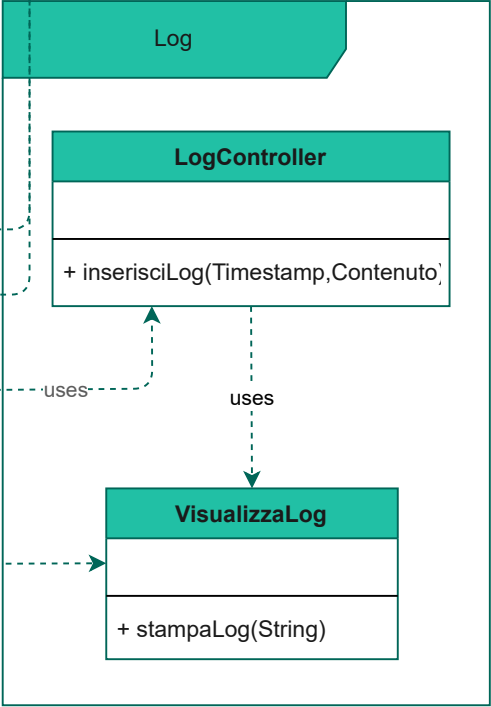 Log
LogController
+ inserisciLog(Timestamp,Contenuto)
uses
uses
VisualizzaLog
+ stampaLog(String)